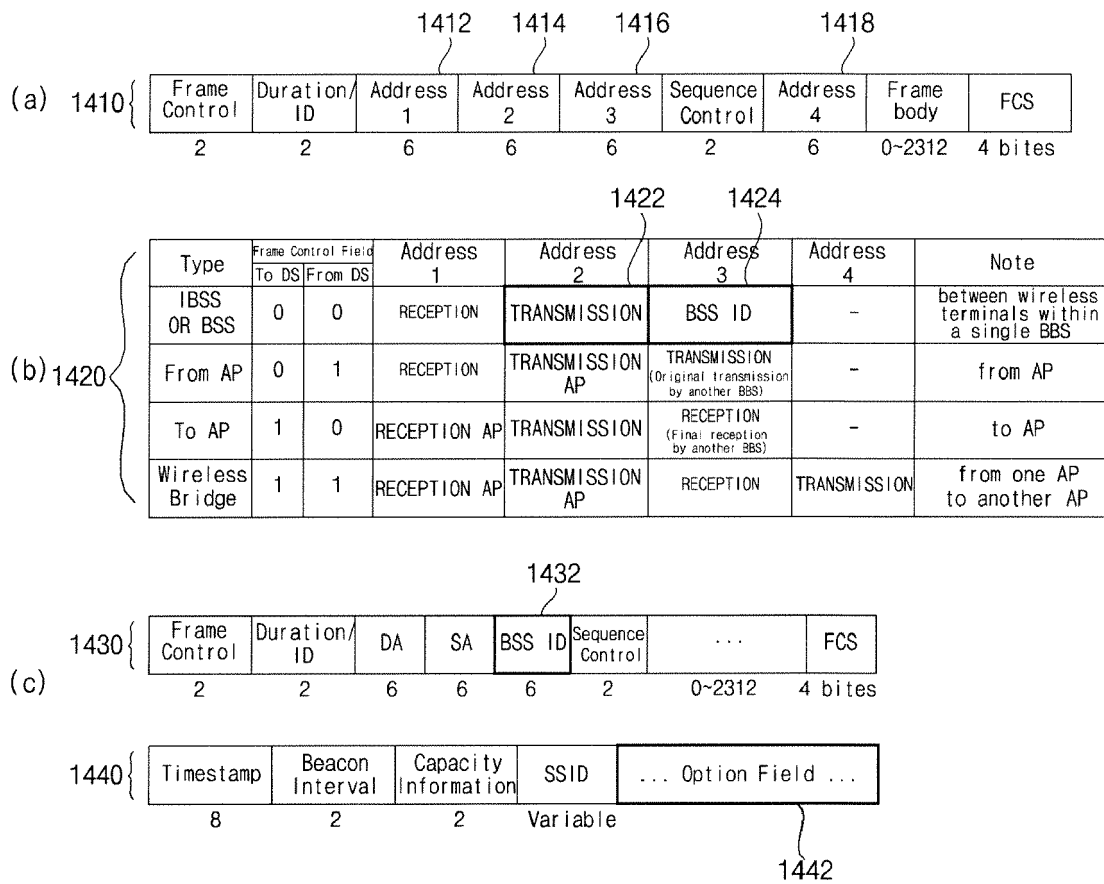 1412
1414
1416
1418
(a) 1410
Frame Control
Duration/ ID
Address 1
Address 2
Address 3
Sequence Control
Address 4
Frame body
FCS
2 2 6 6 6 2 6 0~2312 4 bites
1422
1424
(b) 1420
Type
Frame Control Field
To DS From DS
Address 1
Address 2
Address 3
Address 4
Note
IBSS OR BSS
0 0
RECEPTION
TRANSMISSION
BSS ID
-
between wireless terminals within a single BBS
From AP
0 1
RECEPTION
TRANSMISSION AP
TRANSMISSION (Original transmission by another BBS)
-
from AP
To AP
1 0
RECEPTION AP
TRANSMISSION
RECEPTION (Final reception by another BBS)
-
to AP
Wireless Bridge
1 1
RECEPTION AP
TRANSMISSION AP
RECEPTION
TRANSMISSION
from one AP to another AP
1432
(c)
1430
Frame Control
Duration/ ID
DA
SA
BSS ID
Sequence Control
...
FCS
2 2 6 6 6 2 0~2312 4 bites
1440
Timestamp
Beacon Interval
Capacity Information
SSID
... Option Field ...
8 2 2 Variable
1442